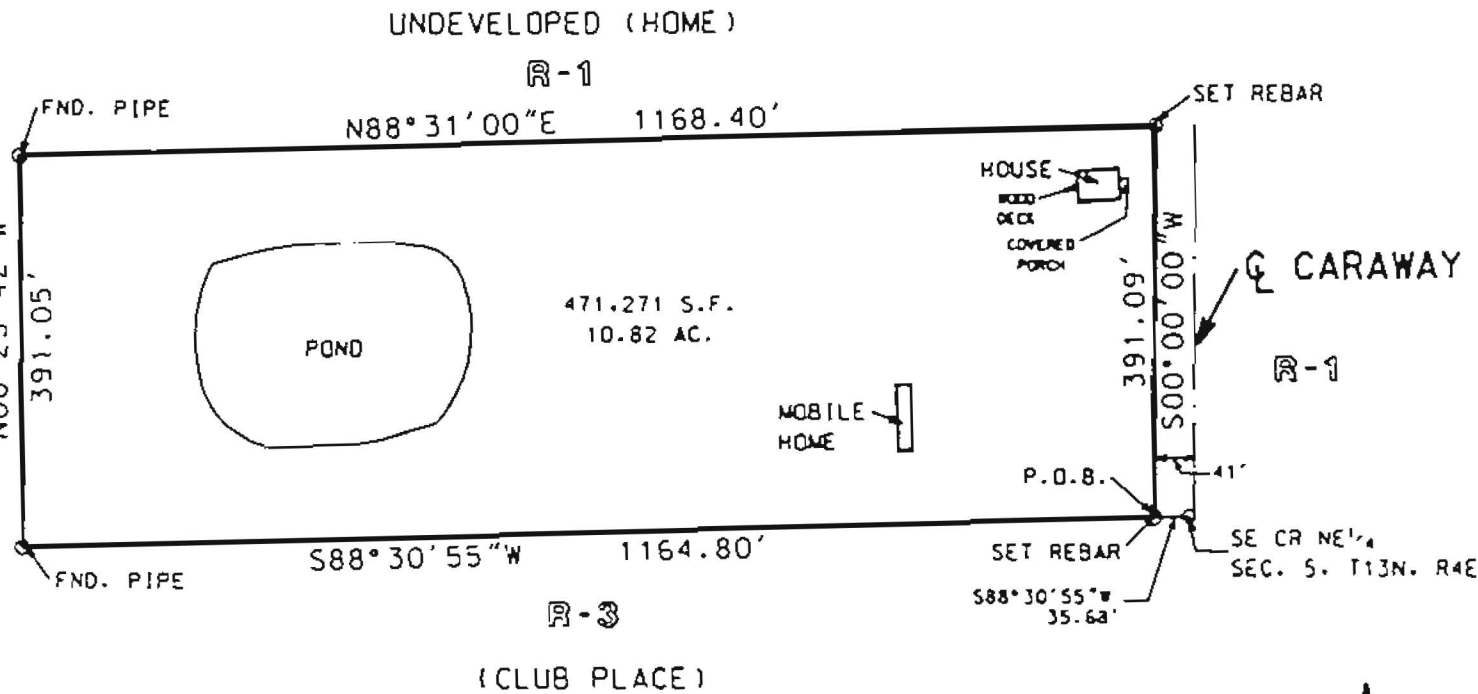 UNDEVELOPED (HOME)
R-1
FND. PIPE
N88°31'00"E 1168.40'
SET REBAR
HOUSE
WOOD
DECK
COVERED
PORCH
391.05'
POND
471,271 S.F.
10.82 AC.
391.09'
S00°00'00"W
℄ CARAWAY
R-1
MOBILE
HOME
P.O.B.
41'
S88°30'55"W 1164.80'
FND. PIPE
SET REBAR
SE CR NE¼
SEC. 5, T13N, R4E
S88°30'55"W
R-3
(CLUB PLACE)